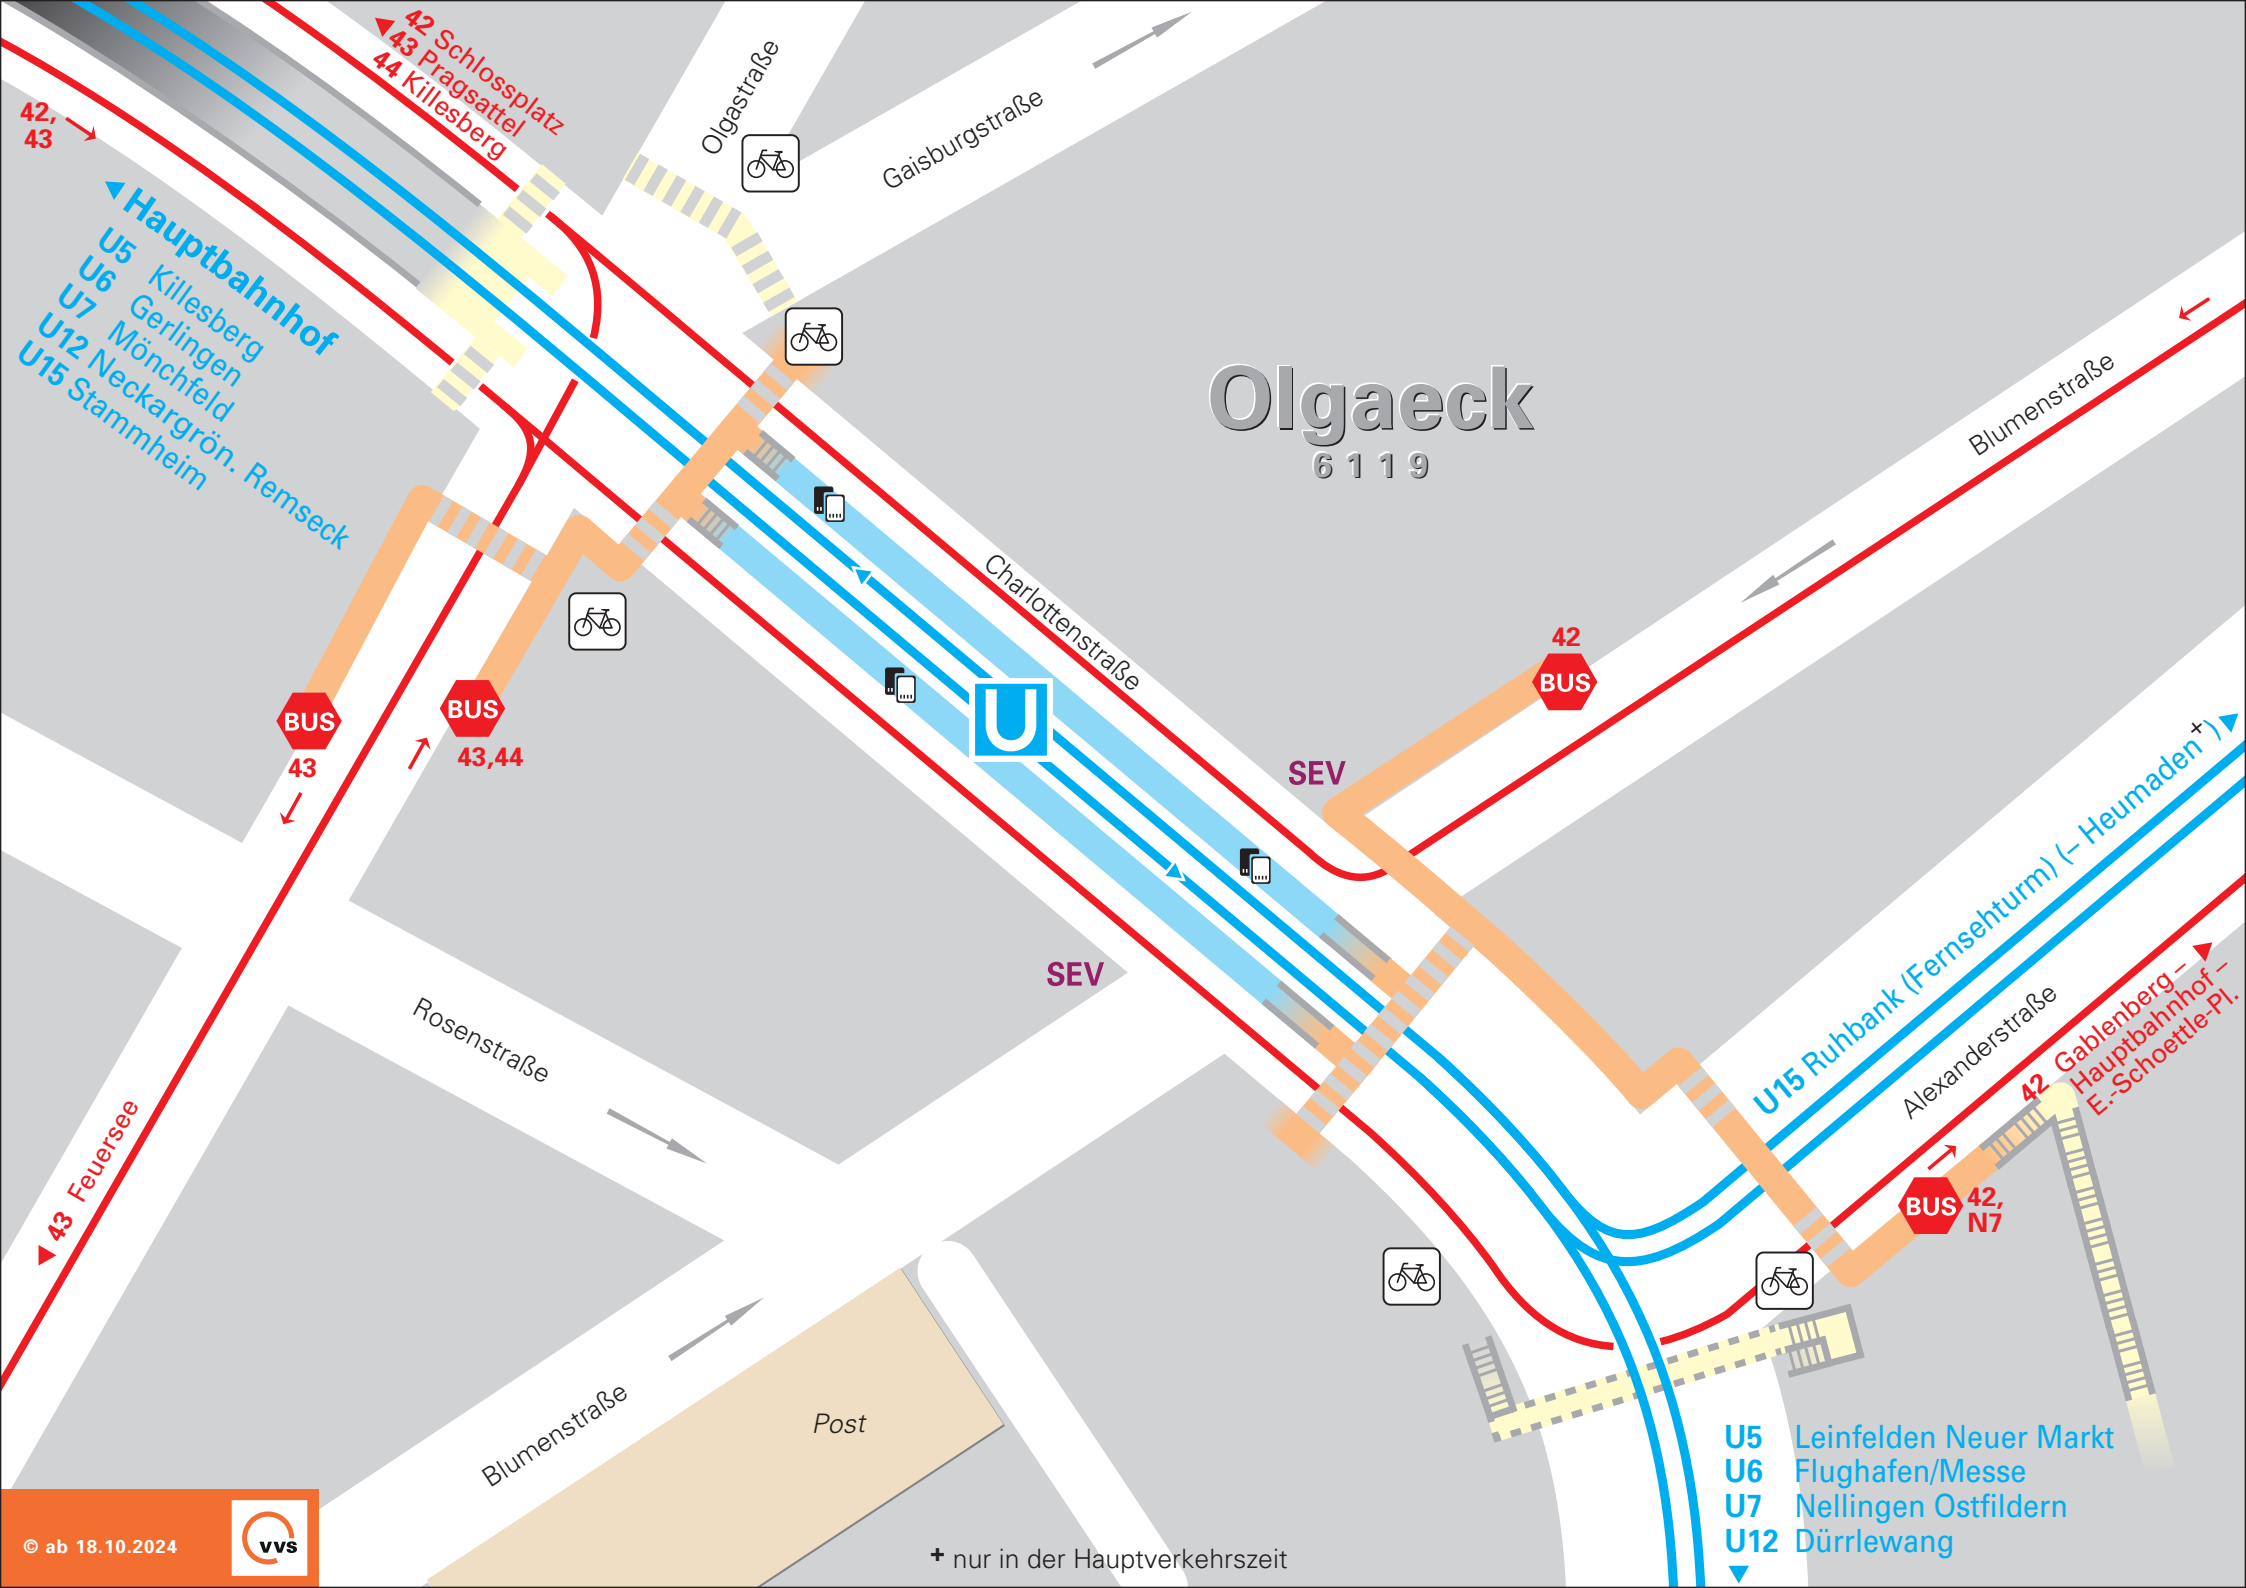 42 Schlossplatz
43 Pragsattel
44 Killesberg
42,
43
Hauptbahnhof
U5 Killesberg
U6 Gerlingen
U7 Mönchfeld
U12 Neckargrön. Remseck
U15 Stammheim
Olgastraße
Gaisburgstraße
Olgaeck
6119
Blumenstraße
Charlottenstraße
42
BUS
BUS
43
BUS
43,44
U
SEV
SEV
Rosenstraße
43 Feuersee
U15 Ruhbank (Fernsehturm) (– Heumaden +)
Alexanderstraße
42 Gablenberg –
Hauptbahnhof –
E.-Schoettle-Pl.
BUS
42,
N7
Blumenstraße
Post
U5 Leinfelden Neuer Markt
U6 Flughafen/Messe
U7 Nellingen Ostfildern
U12 Dürrlewang
+ nur in der Hauptverkehrszeit
© ab 18.10.2024
vvs